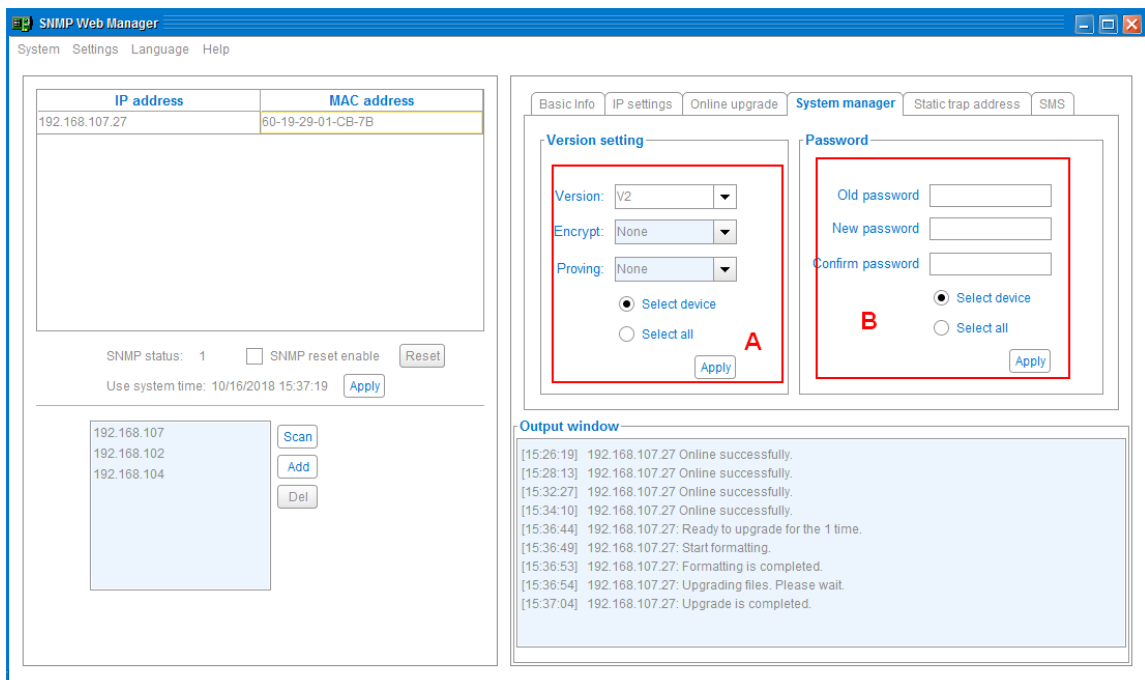 SNMP Web Manager
System Settings Language Help
IP address MAC address
192.168.107.27 60-19-29-01-CB-7B
SNMP status: 1 SNMP reset enable Reset
Use system time: 10/16/2018 15:37:19 Apply
192.168.107
192.168.102
192.168.104
Scan
Add
Del
Basic Info IP settings Online upgrade System manager Static trap address SMS
Version setting
Version: V2
Encrypt: None
Proving: None
Select device
Select all
A
Apply
Password
Old password
New password
Confirm password
Select device
B
Select all
Apply
Output window
[15:26:19] 192.168.107.27 Online successfully.
[15:28:13] 192.168.107.27 Online successfully.
[15:32:27] 192.168.107.27 Online successfully.
[15:34:10] 192.168.107.27 Online successfully.
[15:36:44] 192.168.107.27: Ready to upgrade for the 1 time.
[15:36:49] 192.168.107.27: Start formatting.
[15:36:53] 192.168.107.27: Formatting is completed.
[15:36:54] 192.168.107.27: Upgrading files. Please wait.
[15:37:04] 192.168.107.27: Upgrade is completed.